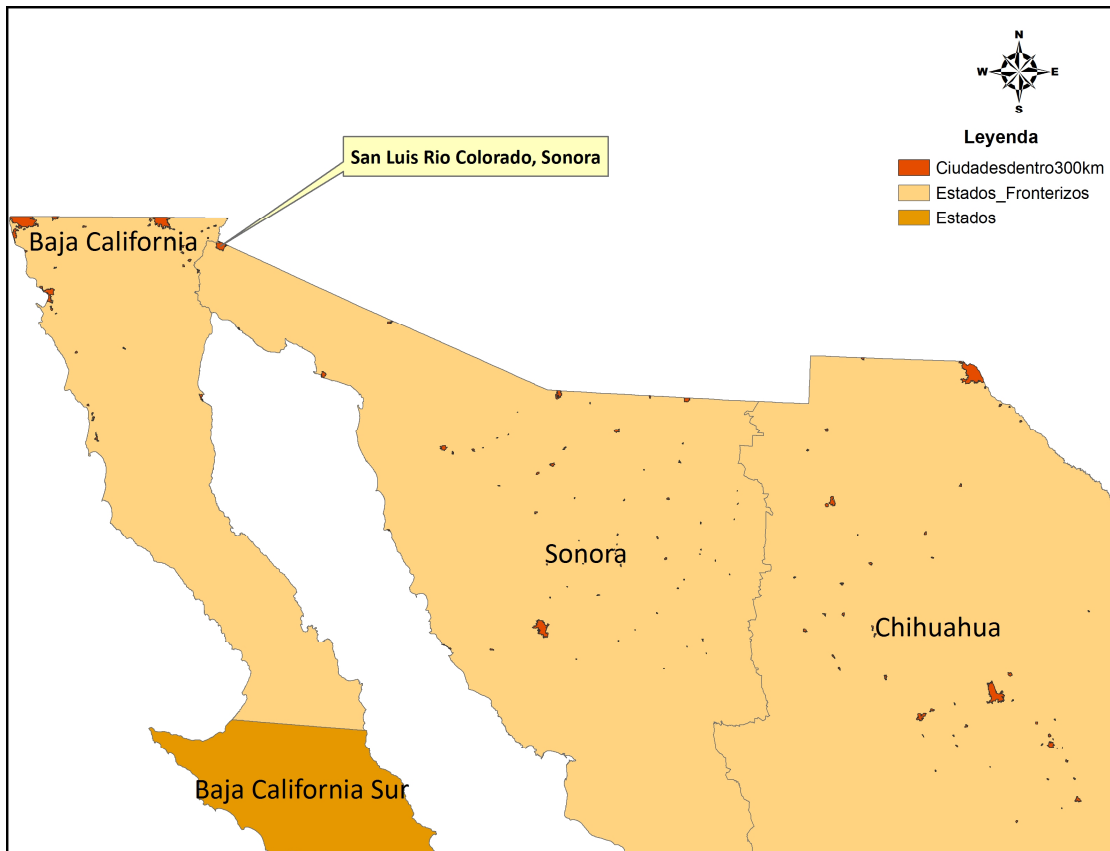 N
W E
S
Leyenda
Ciudadesdentro300km
Estados_Fronterizos
Estados
San Luis Rio Colorado, Sonora
Baja California
Sonora
Chihuahua
Baja California Sur